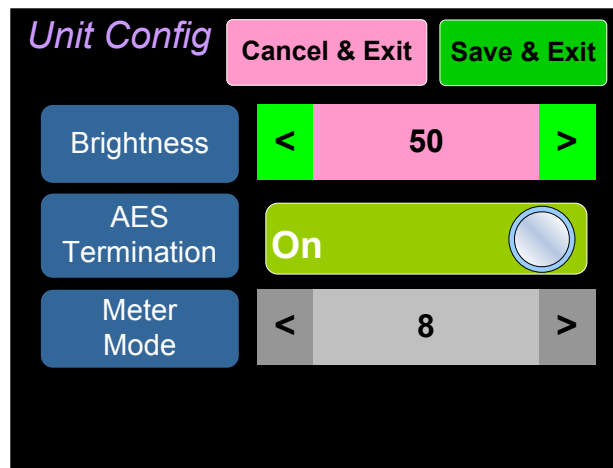 Unit Config
Cancel & Exit
Save & Exit
Brightness
< 50 >
AES
Termination
On
Meter
Mode
< 8 >